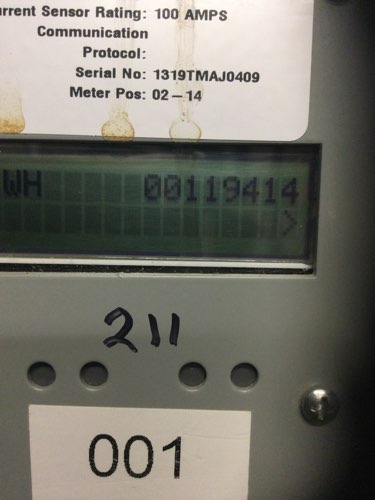 rrent Sensor Rating: 100 AMPS
Communication
Protocol:
Serial No: 1319TMAJ0409
Meter Pos: 02-14
WH 00119414
>
211
001